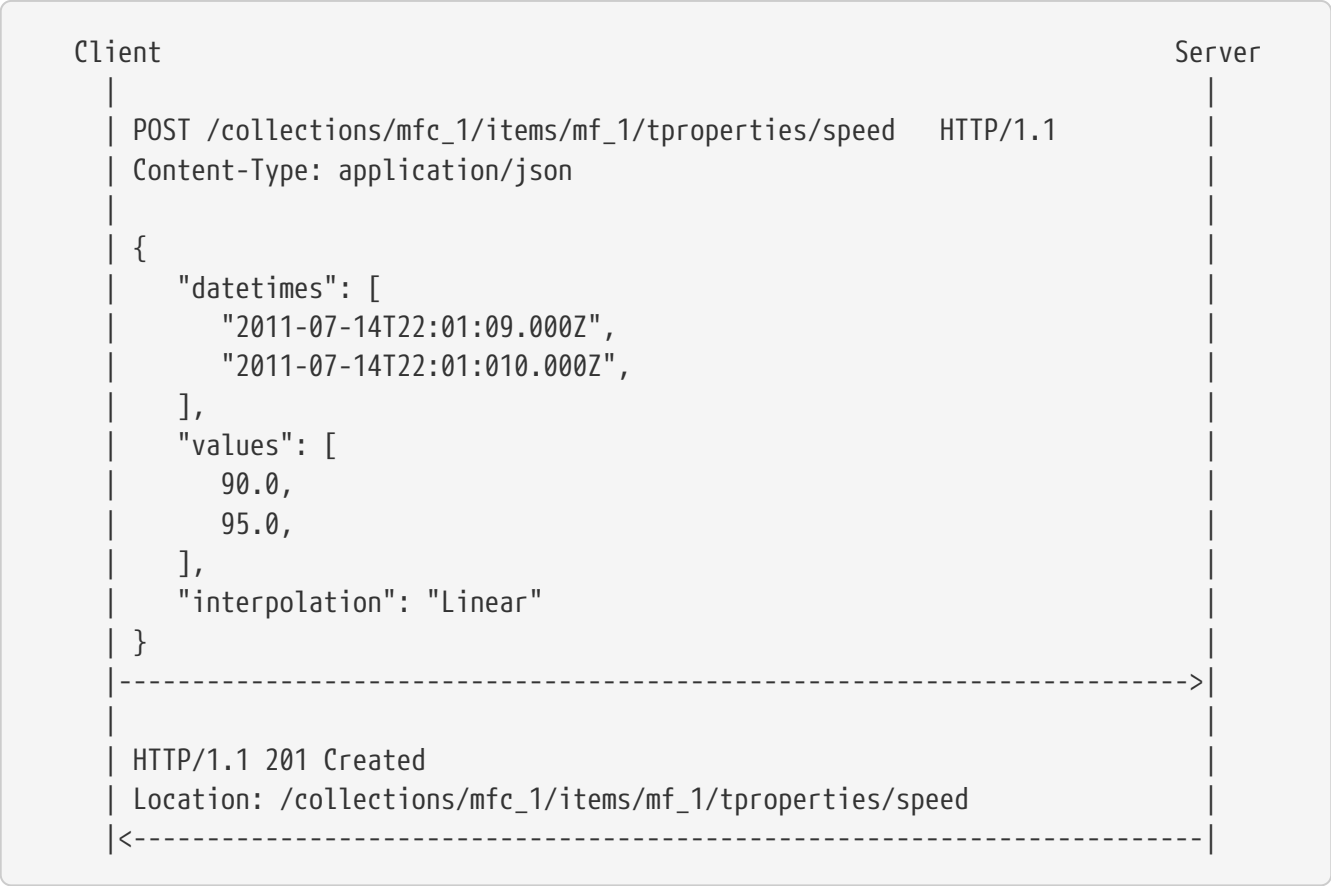 Client Server
| |
| POST /collections/mfc_1/items/mf_1/tproperties/speed   HTTP/1.1 |
| Content-Type: application/json |
| |
| { |
|    "datetimes": [ |
|       "2011-07-14T22:01:09.000Z", |
|       "2011-07-14T22:01:010.000Z", |
|    ], |
|    "values": [ |
|       90.0, |
|       95.0, |
|    ], |
|    "interpolation": "Linear" |
| } |
|------------------------------------------------------------------------->|
| |
| HTTP/1.1 201 Created |
| Location: /collections/mfc_1/items/mf_1/tproperties/speed |
|<-------------------------------------------------------------------------|